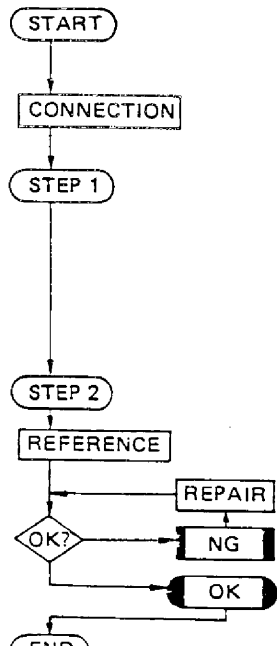 START
CONNECTION
STEP 1
STEP 2
REFERENCE
REPAIR
OK?
NG
OK
END